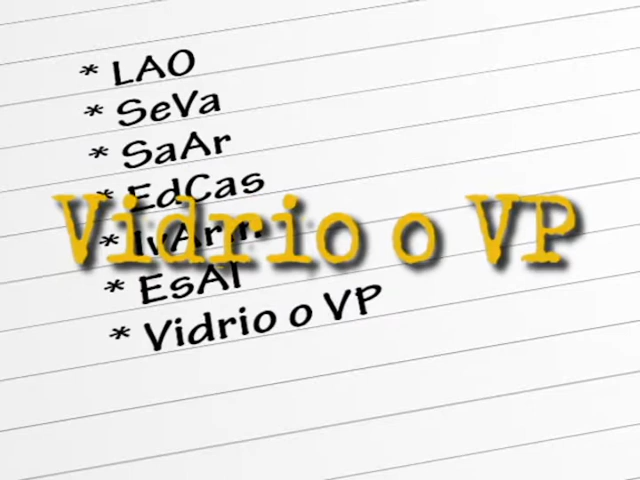 * LAO
* SeVa
* SaAr
* EdCas
* EsAl
* Vidrio o VP
Vidrio o VP